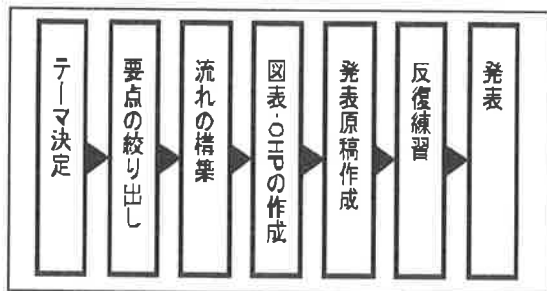 テーマ決定
要点の絞り出し
流れの構築
図表・OHPの作成
発表原稿作成
反復練習
発表